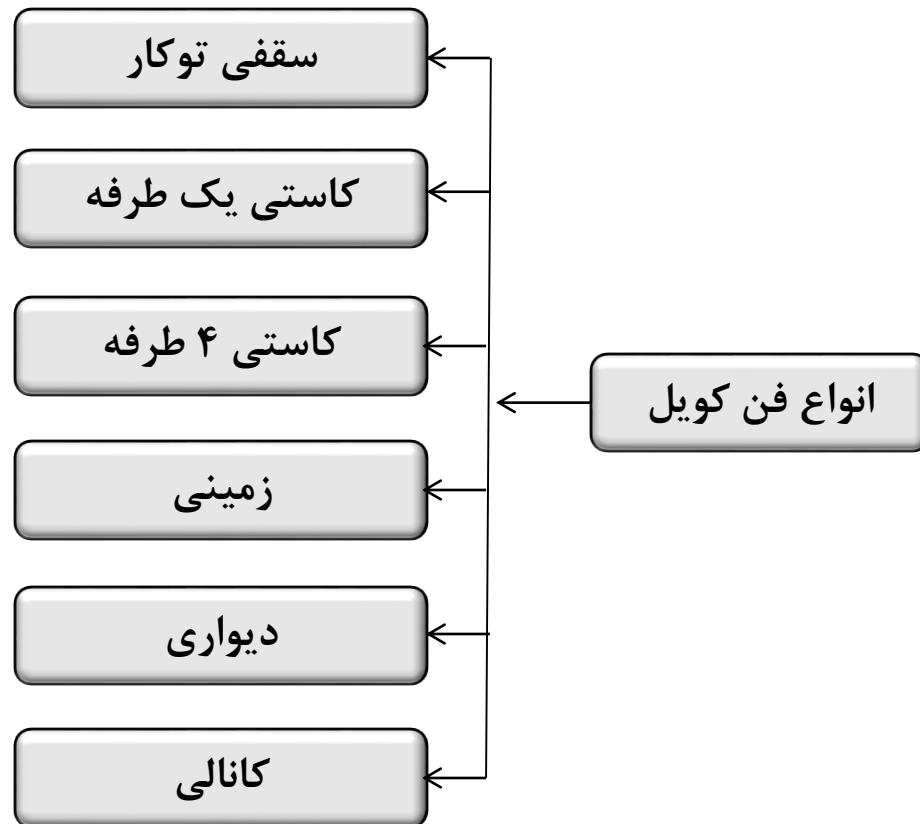 انواع فن کویل
سقفی توکار
کاستی یک طرفه
کاستی ۴ طرفه
زمینی
دیواری
کانالی